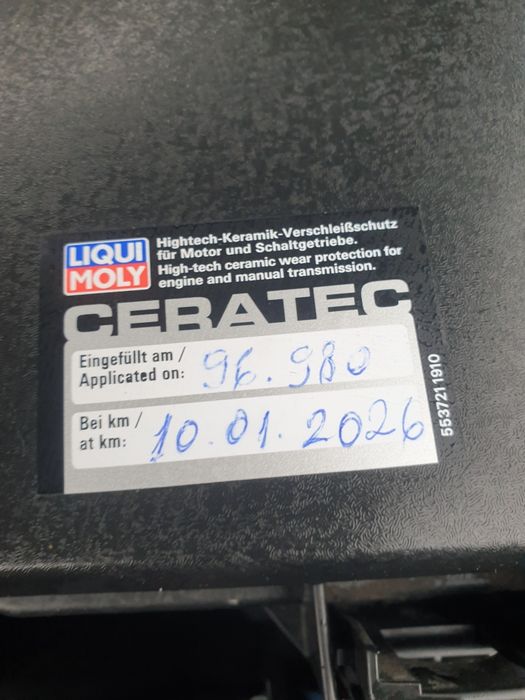 LIQUI
MOLY
Hightech-Keramik-Verschleißschutz
für Motor und Schaltgetriebe.
High-tech ceramic wear protection for
engine and manual transmission.
CERATEC
Eingefüllt am /
Applicated on:
96.980
Bei km /
at km:
10.01.2026
5537211910